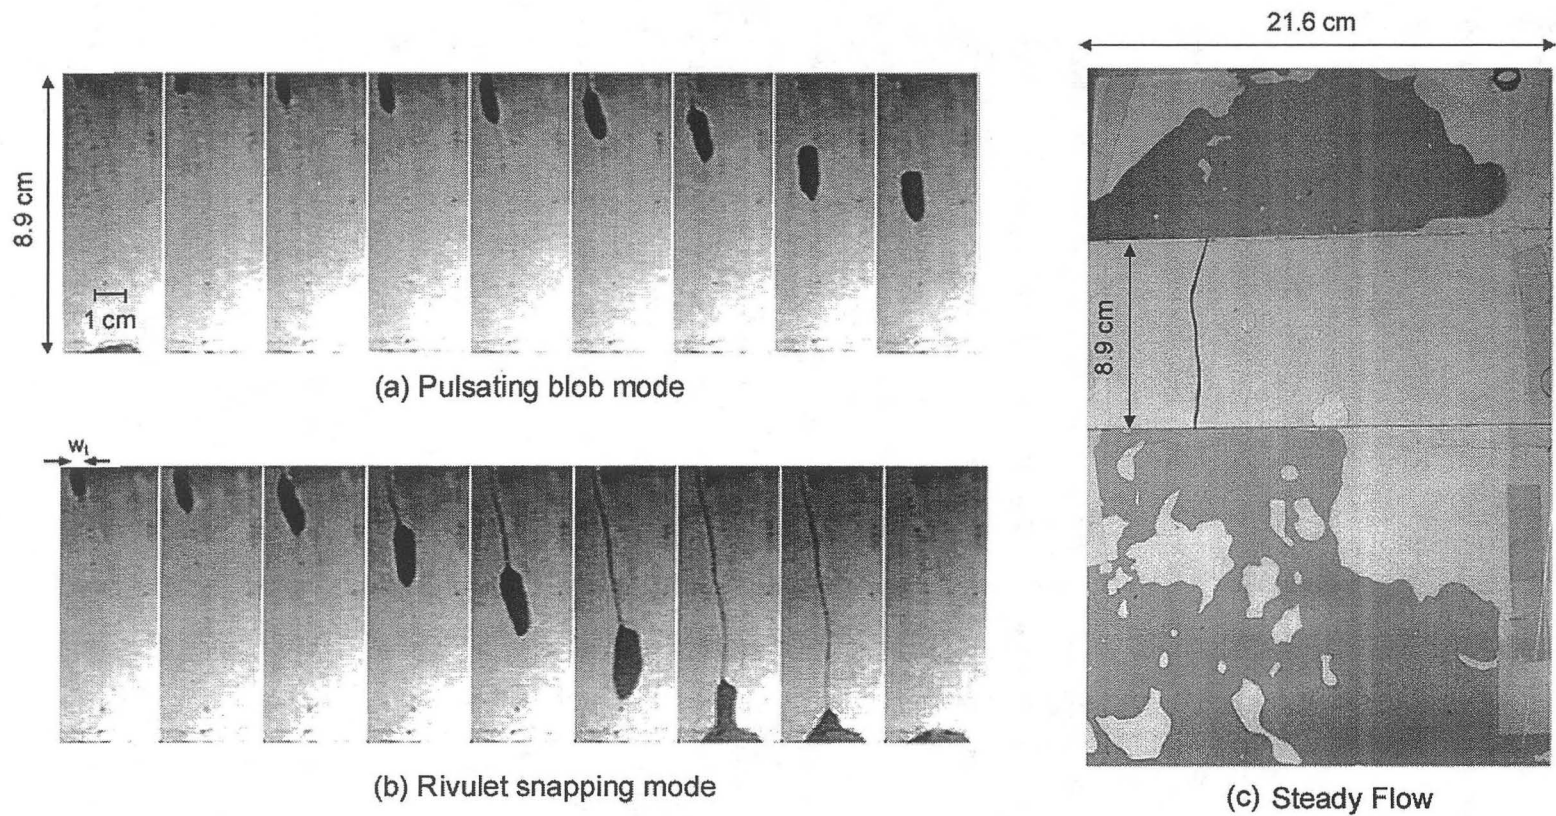 21.6 cm
8.9 cm
1 cm
(a) Pulsating blob mode
8.9 cm
wt
(b) Rivulet snapping mode
(c) Steady Flow